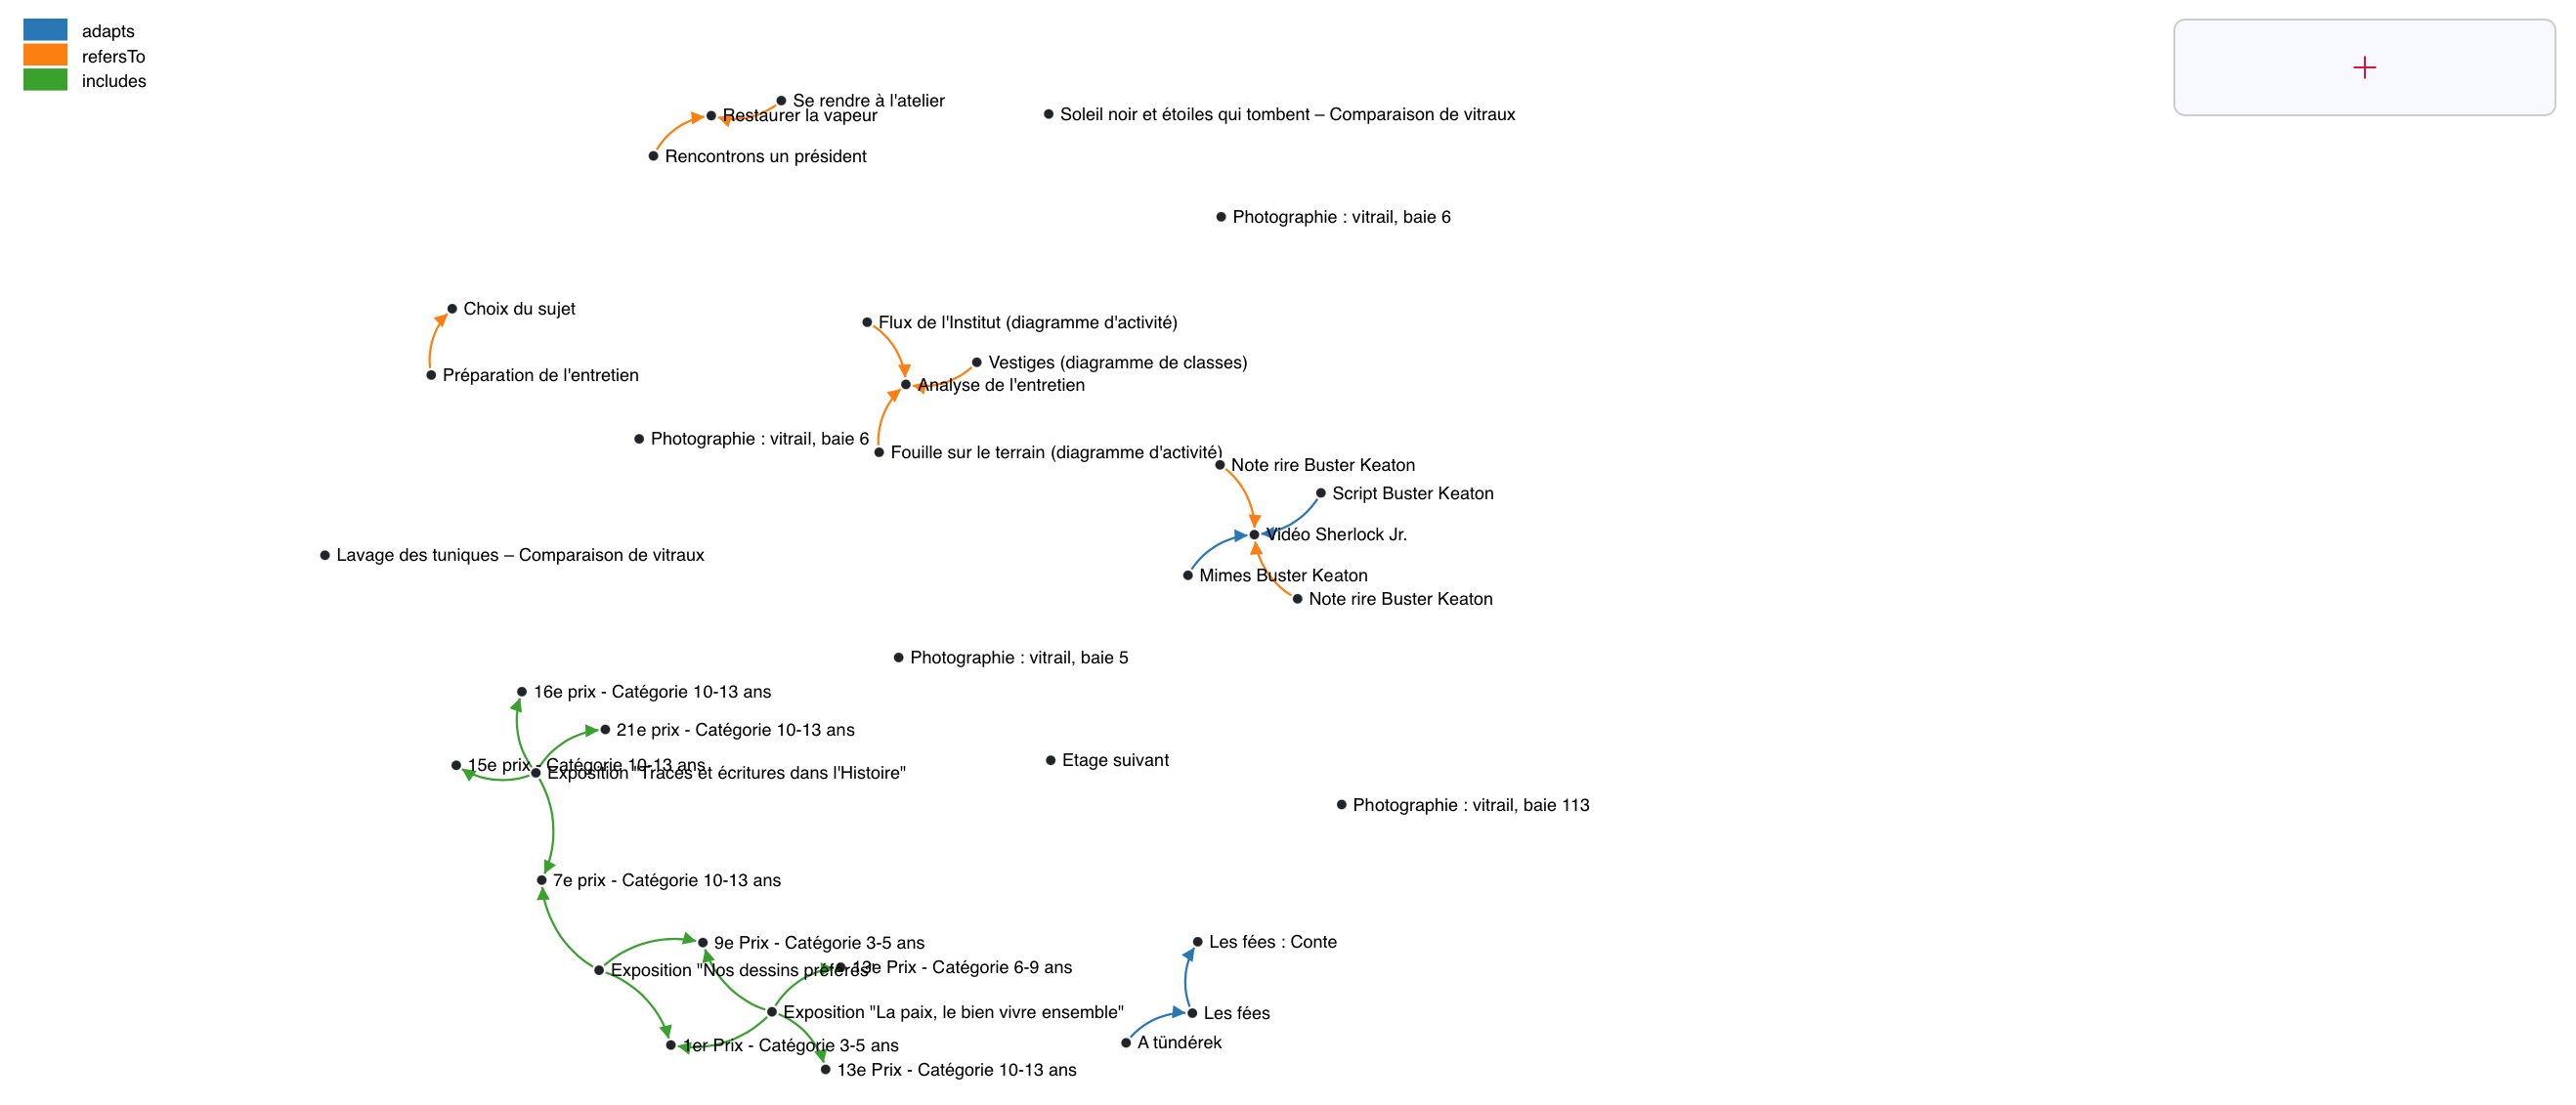 adapts
refersTo
includes
Se rendre à l'atelier
Restaurer la vapeur
Soleil noir et étoiles qui tombent – Comparaison de vitraux
Rencontrons un président
Photographie : vitrail, baie 6
Choix du sujet
Flux de l'Institut (diagramme d'activité)
Vestiges (diagramme de classes)
Préparation de l'entretien
Analyse de l'entretien
Photographie : vitrail, baie 6
Fouille sur le terrain (diagramme d'activité)
Note rire Buster Keaton
Script Buster Keaton
Vidéo Sherlock Jr.
Lavage des tuniques – Comparaison de vitraux
Mimes Buster Keaton
Note rire Buster Keaton
Photographie : vitrail, baie 5
16e prix - Catégorie 10-13 ans
21e prix - Catégorie 10-13 ans
Etage suivant
15e prix - Catégorie 10-13 ans
Exposition "Traces et écritures dans l'Histoire"
Photographie : vitrail, baie 113
7e prix - Catégorie 10-13 ans
Les fées : Conte
9e Prix - Catégorie 3-5 ans
13e Prix - Catégorie 6-9 ans
Exposition "Nos dessins préférés"
Exposition "La paix, le bien vivre ensemble"
Les fées
A tündérek
1er Prix - Catégorie 3-5 ans
13e Prix - Catégorie 10-13 ans